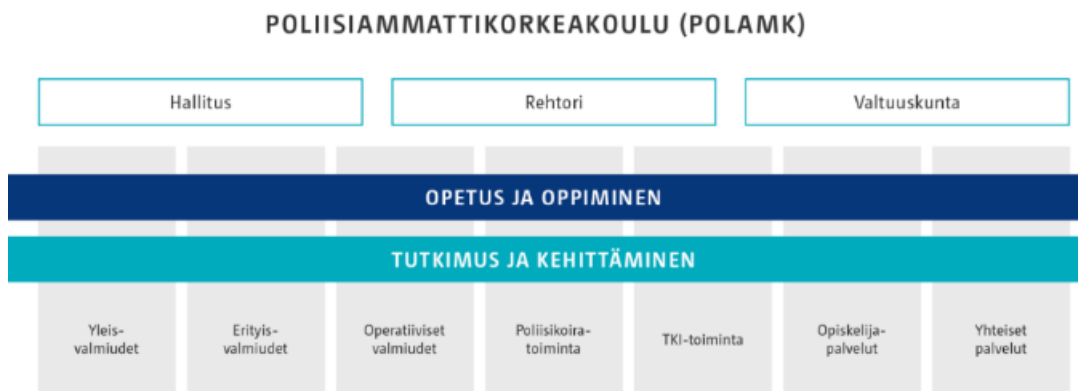 POLIISIAMMATTIKORKEAKOULU (POLAMK)
Hallitus
Rehtori
Valtuuskunta
OPETUS JA OPPIMINEN
TUTKIMUS JA KEHITTÄMINEN
Yleis-
valmiudet
Erityis-
valmiudet
Operatiiviset
valmiudet
Poliisikoira-
toiminta
TKI-toiminta
Opiskelija-
palvelut
Yhteiset
palvelut